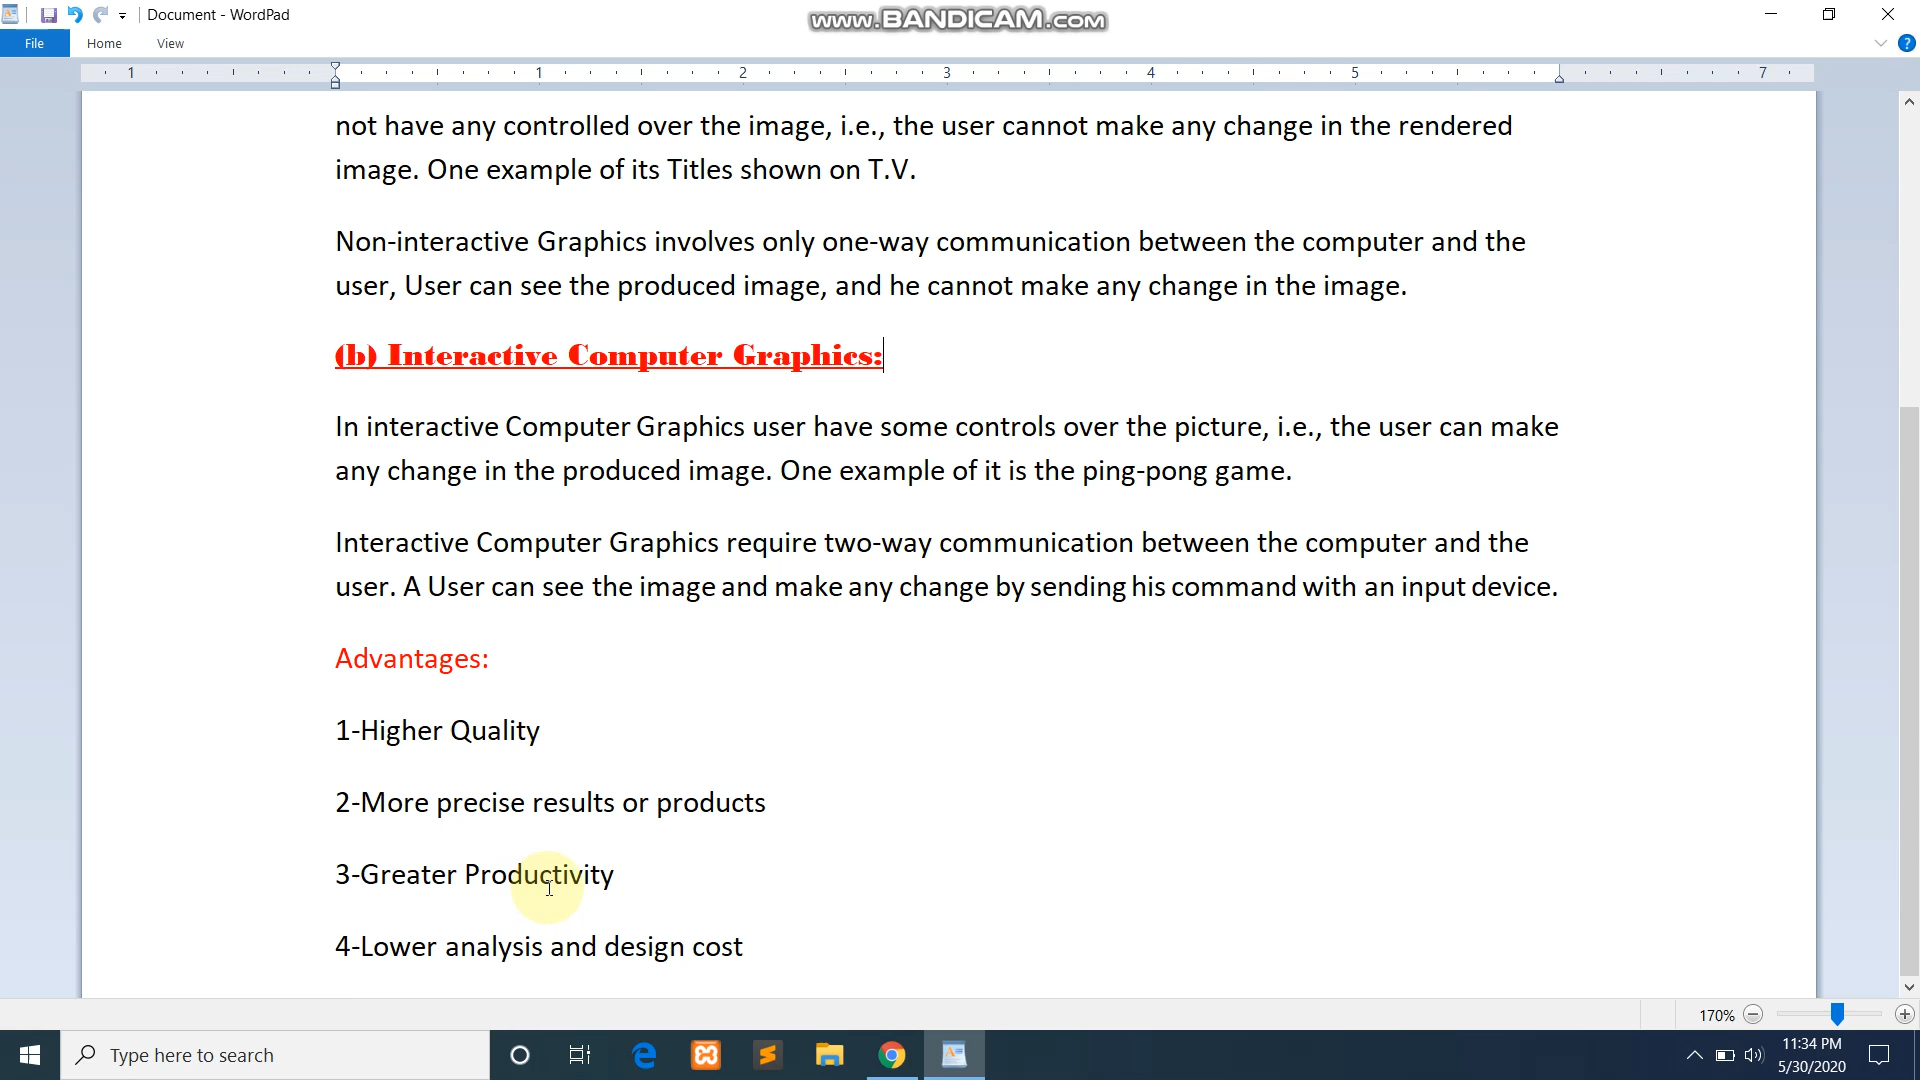 Document - WordPad
www.BANDICAM.com
File Home View
1 1 2 3 4 5 7
not have any controlled over the image, i.e., the user cannot make any change in the rendered
image. One example of its Titles shown on T.V.
Non-interactive Graphics involves only one-way communication between the computer and the
user, User can see the produced image, and he cannot make any change in the image.
(b) Interactive Computer Graphics:
In interactive Computer Graphics user have some controls over the picture, i.e., the user can make
any change in the produced image. One example of it is the ping-pong game.
Interactive Computer Graphics require two-way communication between the computer and the
user. A User can see the image and make any change by sending his command with an input device.
Advantages:
1-Higher Quality
2-More precise results or products
3-Greater Productivity
4-Lower analysis and design cost
170%
Type here to search
11:34 PM
5/30/2020